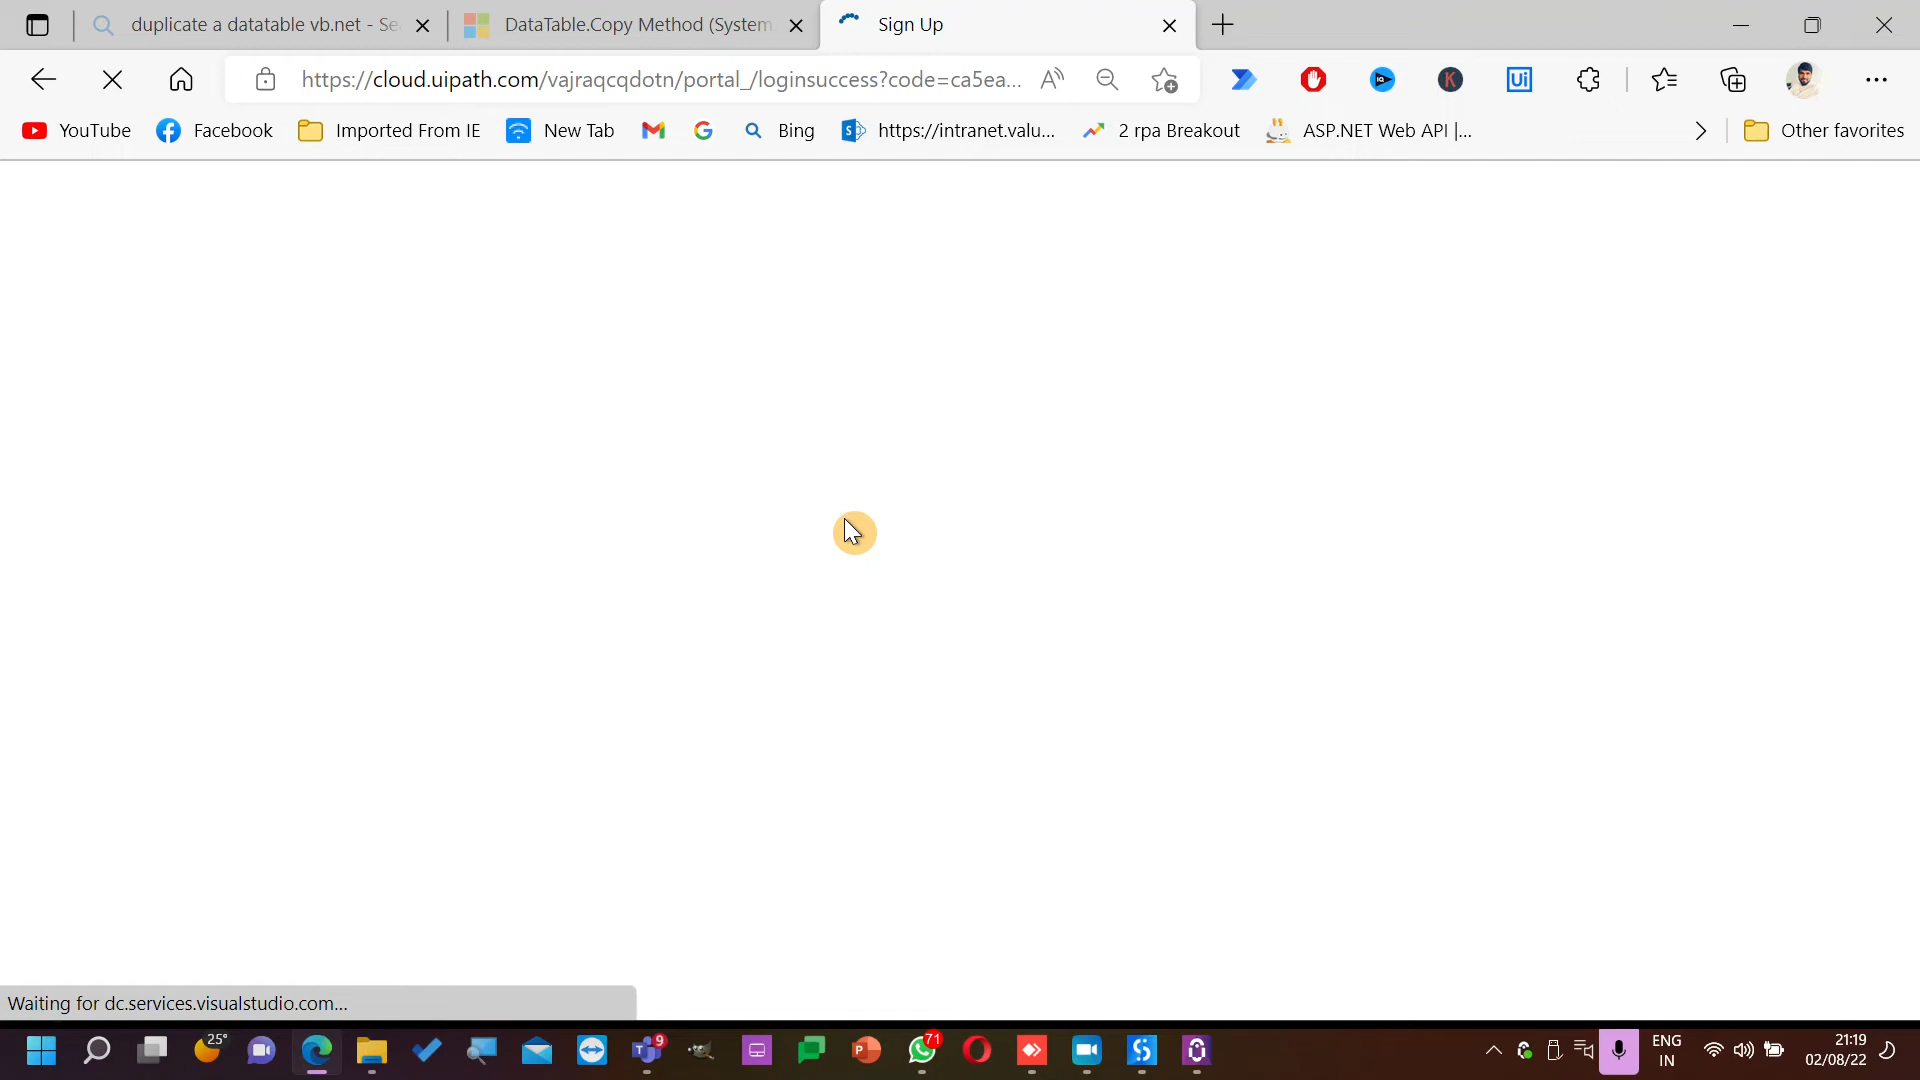 duplicate a datatable vb.net - Se
DataTable.Copy Method (System
Sign Up
https://cloud.uipath.com/vajraqcqdotn/portal_/loginsuccess?code=ca5ea...
YouTube
Facebook
Imported From IE
New Tab
Bing
https://intranet.valu...
2 rpa Breakout
ASP.NET Web API |...
Other favorites
Waiting for dc.services.visualstudio.com...
25°
9
71
ENG
IN
21:19
02/08/22